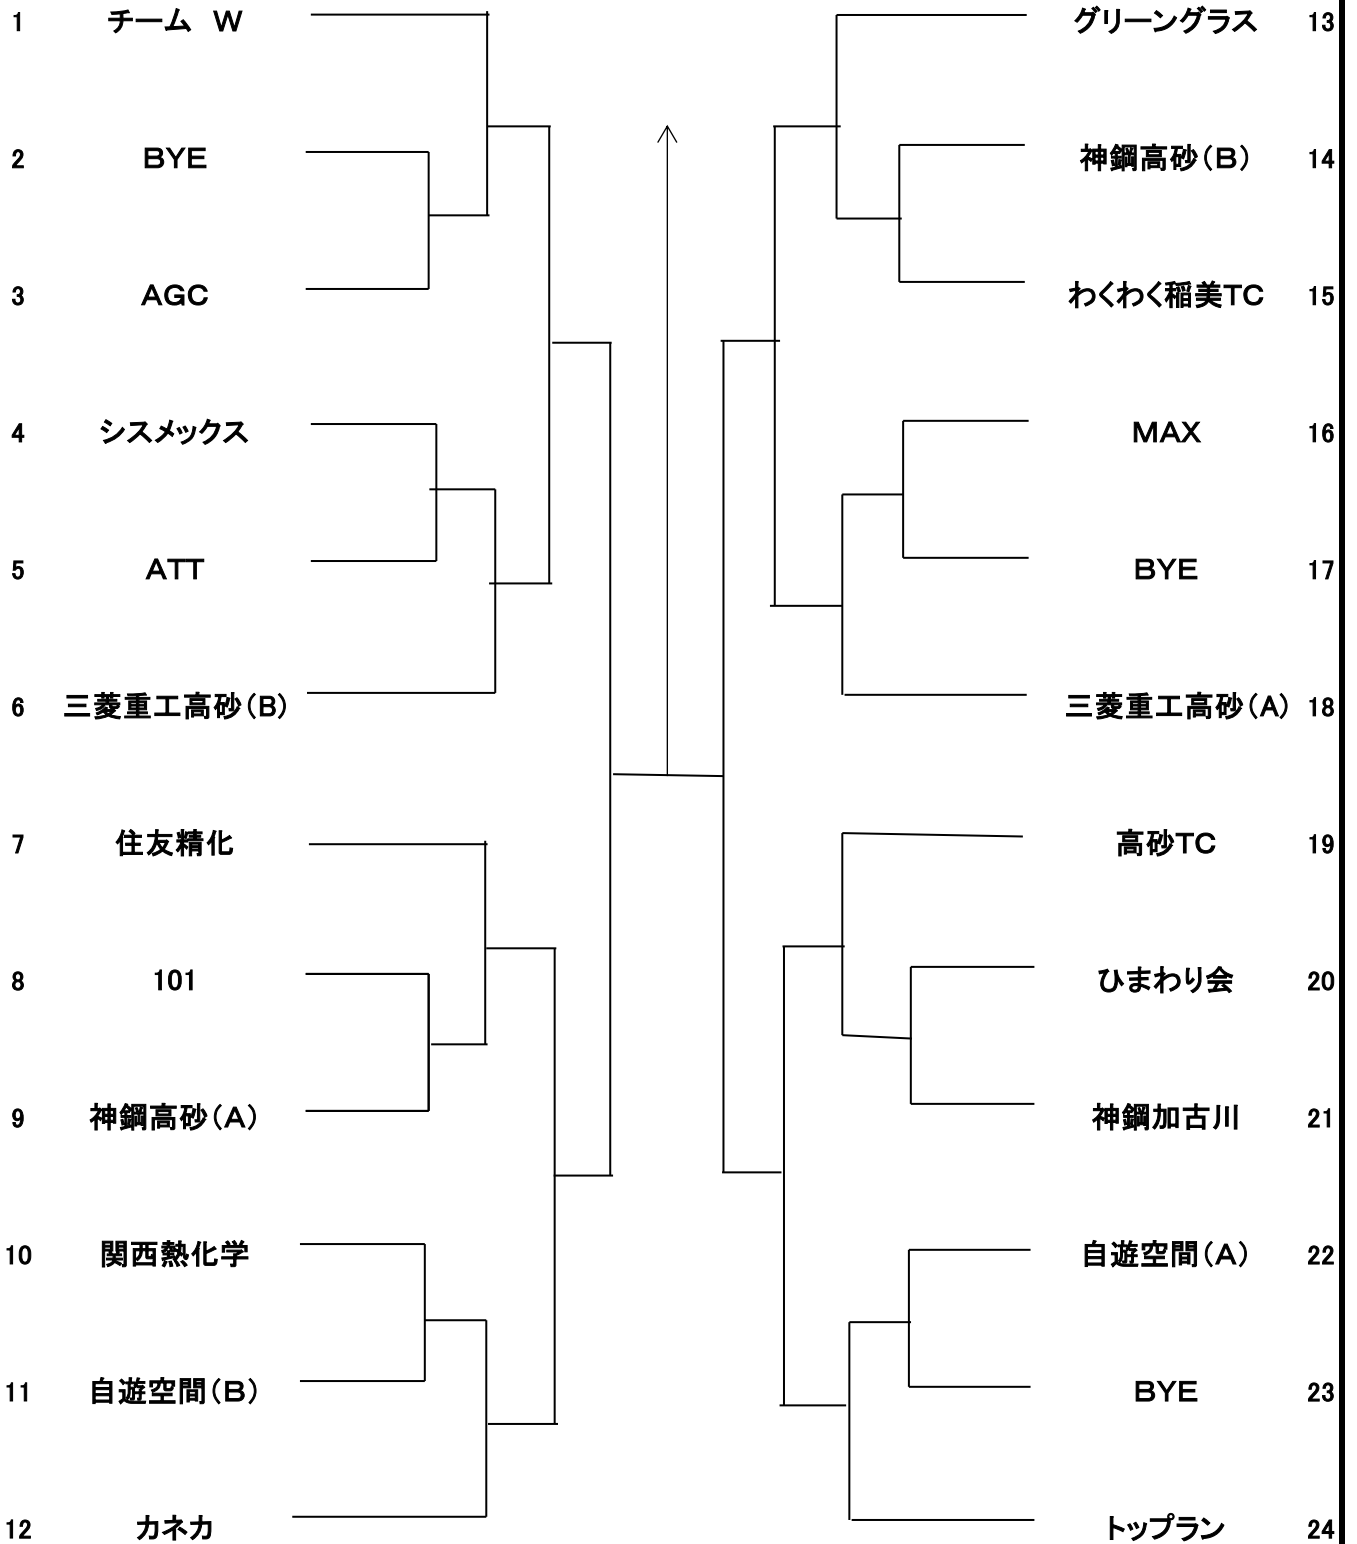 1 チーム W
2 BYE
3 AGC
4 シスメックス
5 ATT
6 三菱重工高砂(B)
7 住友精化
8 101
9 神鋼高砂(A)
10 関西熱化学
11 自遊空間(B)
12 カネカ
グリーングラス 13
神鋼高砂(B) 14
わくわく稲美TC 15
MAX 16
BYE 17
三菱重工高砂(A) 18
高砂TC 19
ひまわり会 20
神鋼加古川 21
自遊空間(A) 22
BYE 23
トップラン 24